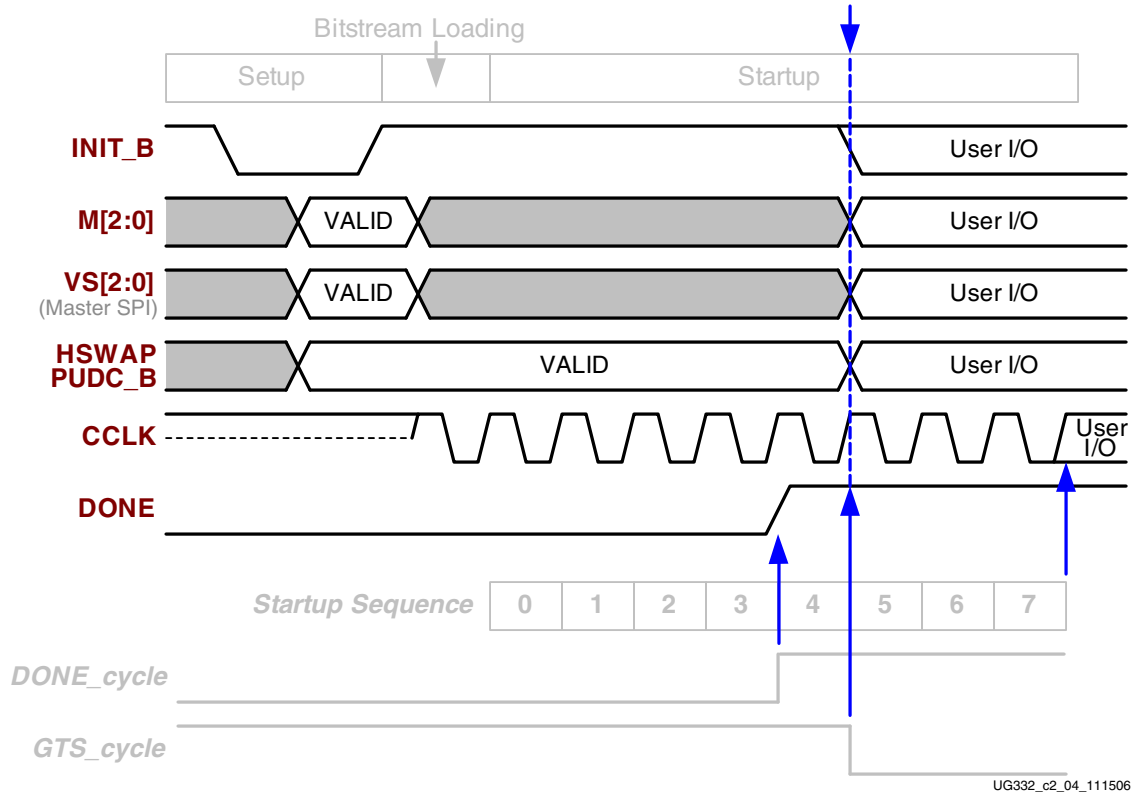 Bitstream Loading
Setup
Startup
INIT_B
User I/O
M[2:0]
VALID
User I/O
VS[2:0]
(Master SPI)
VALID
User I/O
HSWAP
PUDC_B
VALID
User I/O
CCLK
User
I/O
DONE
Startup Sequence 0 1 2 3 4 5 6 7
DONE_cycle
GTS_cycle
UG332_c2_04_111506